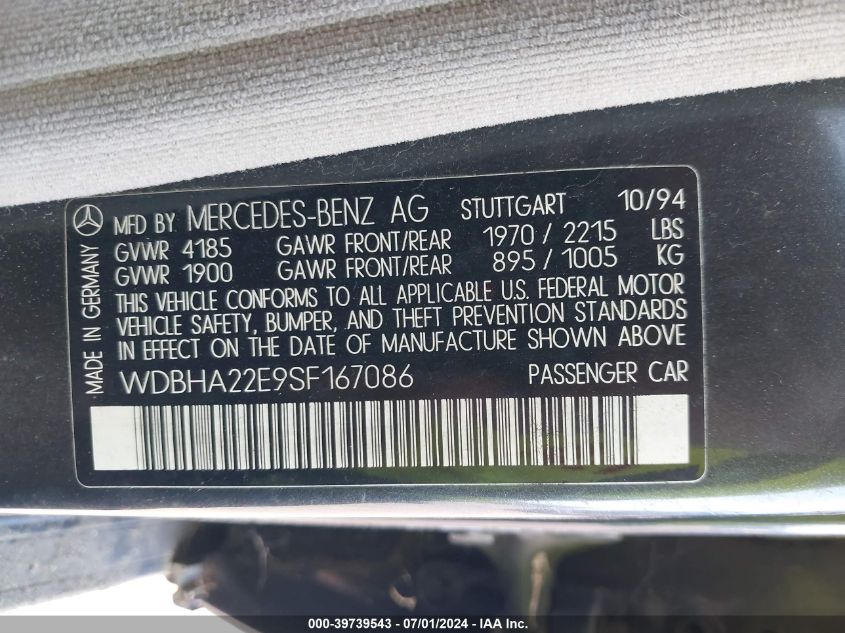 MFD BY MERCEDES-BENZ AG STUTTGART 10/94
GVWR 4185 GAWR FRONT/REAR 1970 / 2215 LBS
GVWR 1900 GAWR FRONT/REAR 895 / 1005 KG
THIS VEHICLE CONFORMS TO ALL APPLICABLE U.S. FEDERAL MOTOR
VEHICLE SAFETY, BUMPER, AND THEFT PREVENTION STANDARDS
IN EFFECT ON THE DATE OF MANUFACTURE SHOWN ABOVE
WDBHA22E9SF167086 PASSENGER CAR
MADE IN GERMANY
000-39739543 / 07/01/2024 - IAA Inc.